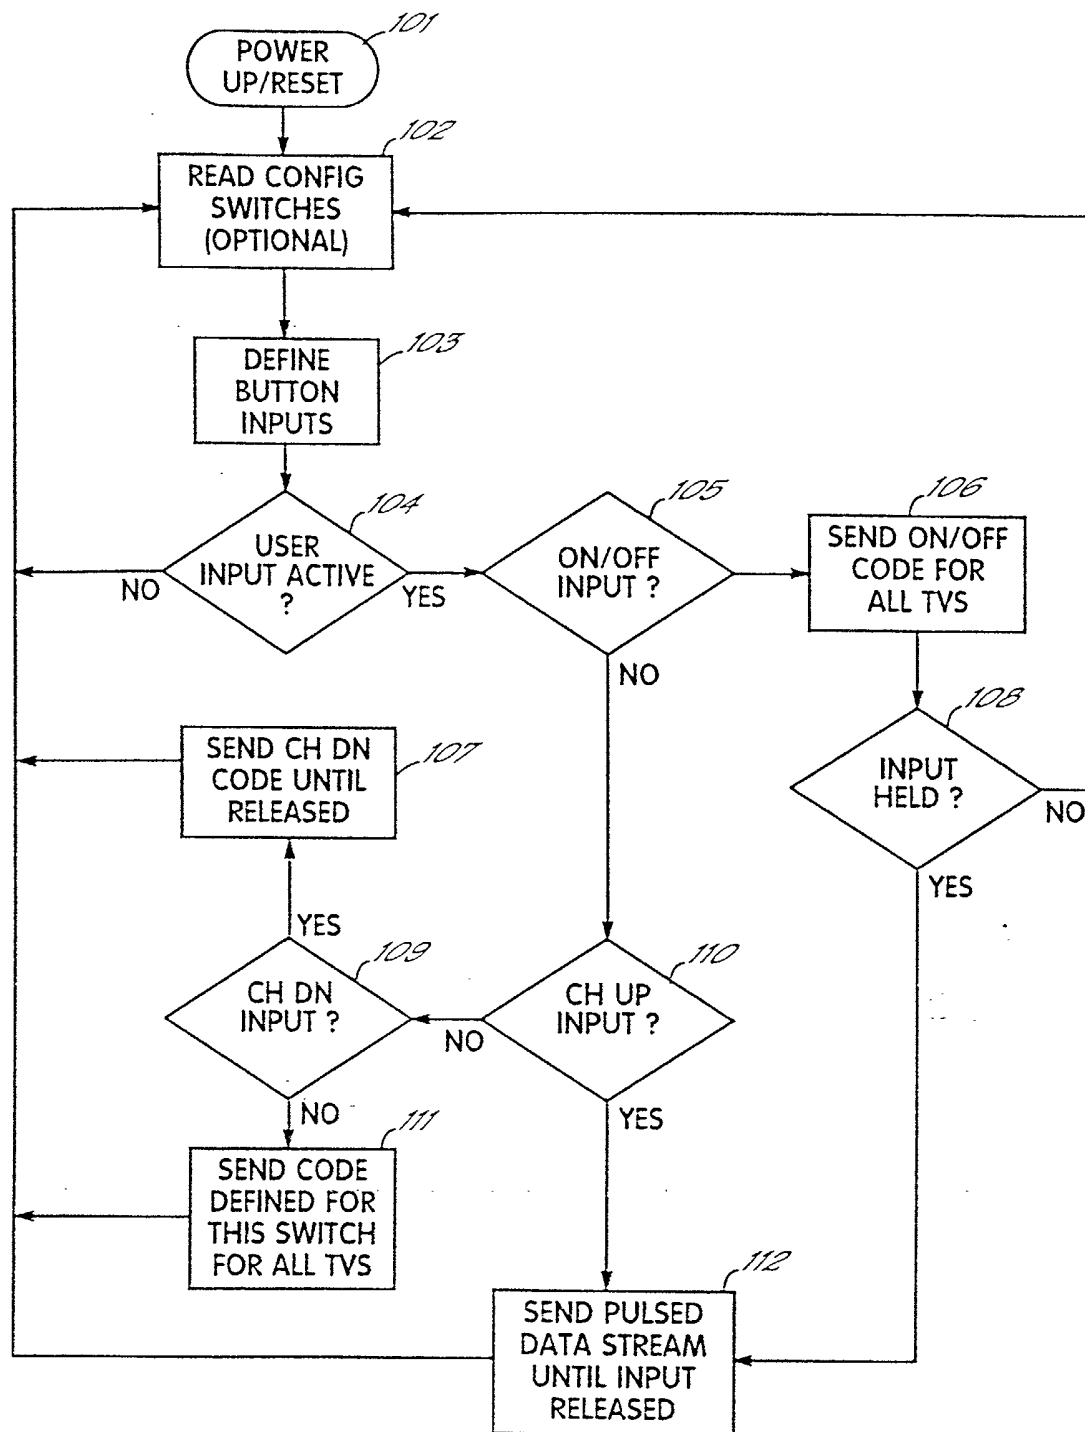 101
POWER
UP/RESET
102
READ CONFIG
SWITCHES
(OPTIONAL)
103
DEFINE
BUTTON
INPUTS
104
USER
INPUT ACTIVE
?
NO
YES
105
ON/OFF
INPUT ?
NO
106
SEND ON/OFF
CODE FOR
ALL TVS
108
INPUT
HELD ?
NO
YES
107
SEND CH DN
CODE UNTIL
RELEASED
YES
109
CH DN
INPUT ?
NO
110
CH UP
INPUT ?
NO
YES
111
SEND CODE
DEFINED FOR
THIS SWITCH
FOR ALL TVS
112
SEND PULSED
DATA STREAM
UNTIL INPUT
RELEASED